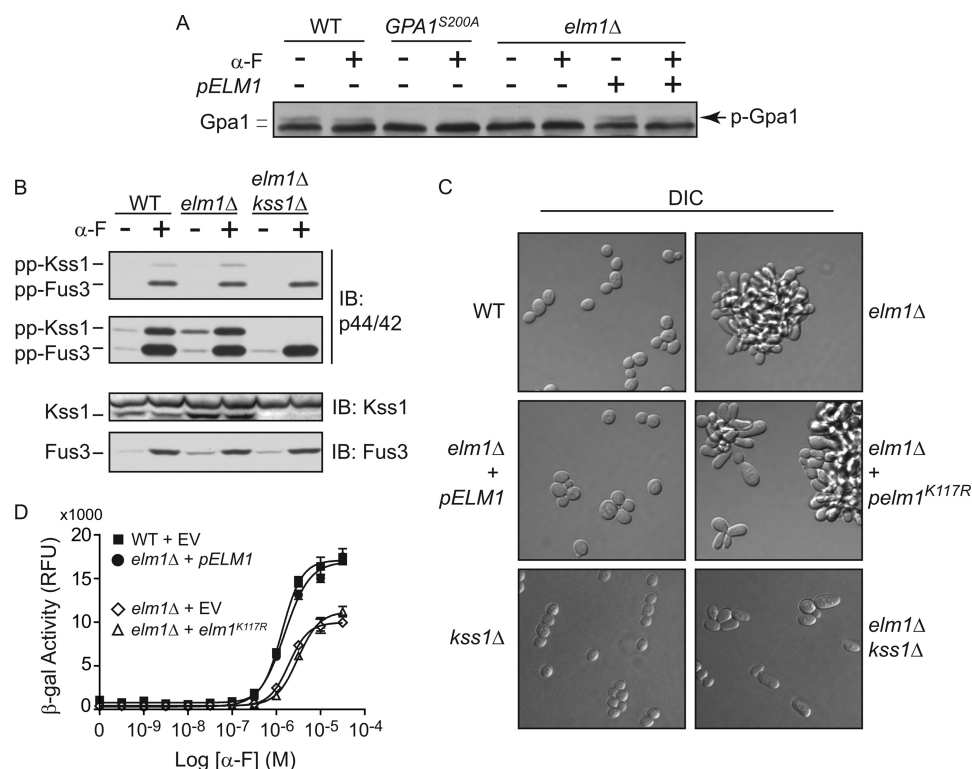 A
WT GPA1S200A elm1Δ
α-F - + - + - + - +
pELM1 - - - - - - + +
Gpa1 p-Gpa1
B
WT elm1Δ elm1Δ kss1Δ
α-F - + - + - +
pp-Kss1
pp-Fus3
pp-Kss1
pp-Fus3
IB: p44/42
Kss1 IB: Kss1
Fus3 IB: Fus3
C
DIC
WT elm1Δ
elm1Δ + pELM1
elm1Δ + pelm1K117R
kss1Δ
elm1Δ kss1Δ
D
x1000
20
15
10
5
0
β-gal Activity (RFU)
WT + EV
elm1Δ + pELM1
elm1Δ + EV
elm1Δ + elm1K117R
0 10-9 10-8 10-7 10-6 10-5 10-4
Log [α-F] (M)